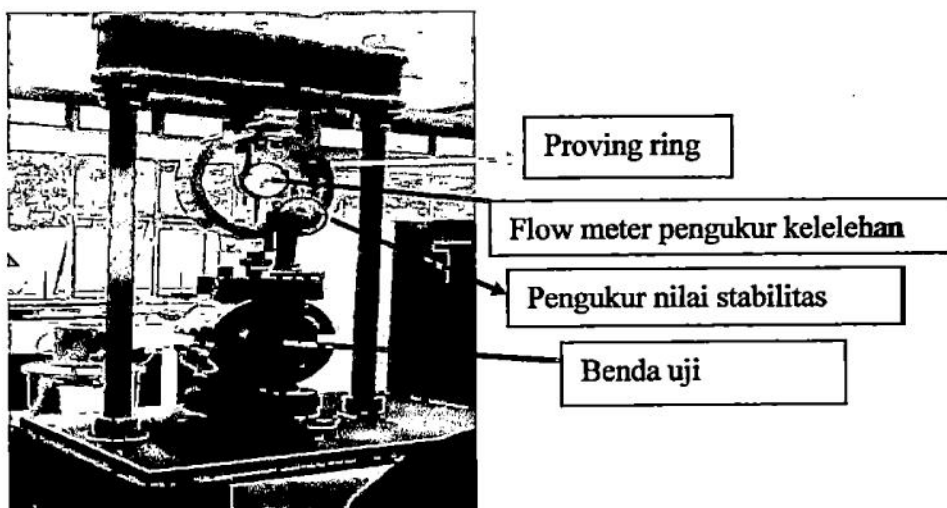 Proving ring
Flow meter pengukur kelelehan
Pengukur nilai stabilitas
Benda uji